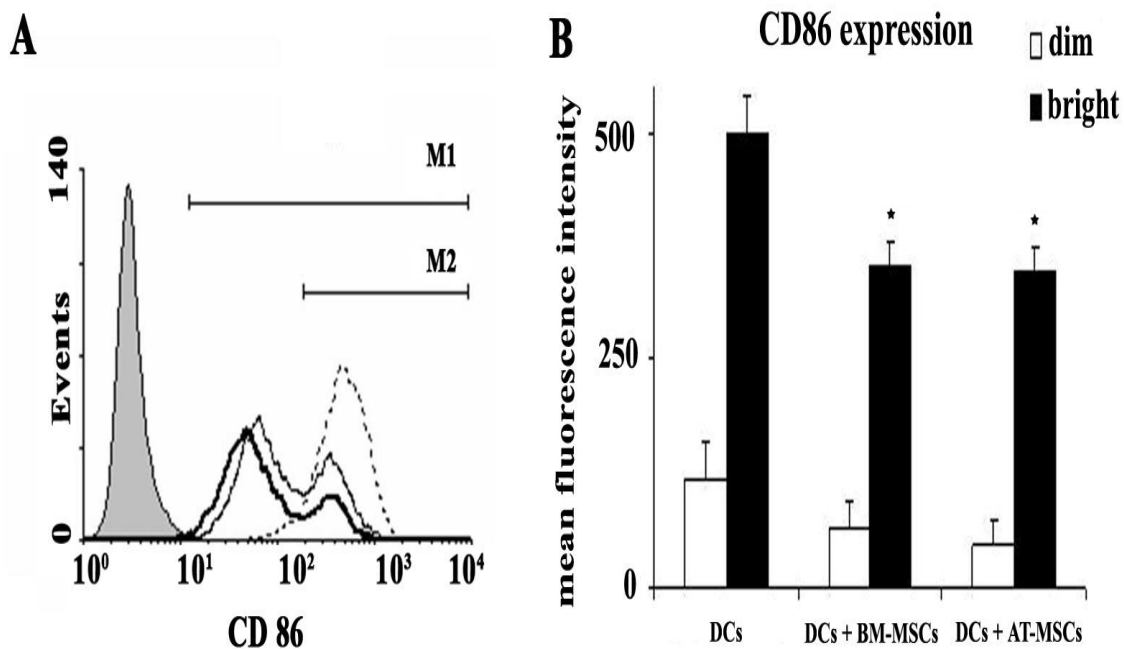 A
140
Events
0
M1
M2
10⁰ 10¹ 10² 10³ 10⁴
CD 86
B
CD86 expression
dim
bright
mean fluorescence intensity
500
250
0
*
*
DCs
DCs + BM-MSCs
DCs + AT-MSCs